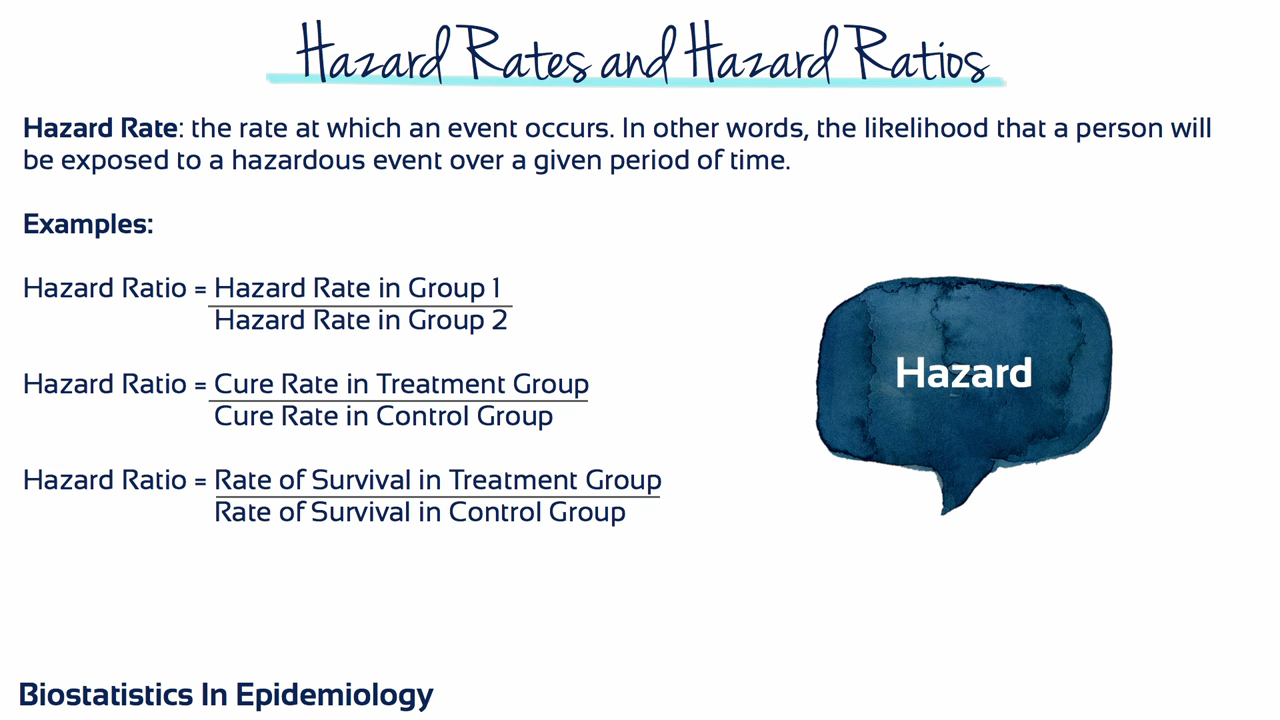 Hazard Rates and Hazard Ratios
Hazard Rate: the rate at which an event occurs. In other words, the likelihood that a person will
be exposed to a hazardous event over a given period of time.
Examples:
Hazard Ratio = Hazard Rate in Group 1
Hazard Rate in Group 2
Hazard Ratio = Cure Rate in Treatment Group
Cure Rate in Control Group
Hazard Ratio = Rate of Survival in Treatment Group
Rate of Survival in Control Group
Hazard
Biostatistics In Epidemiology